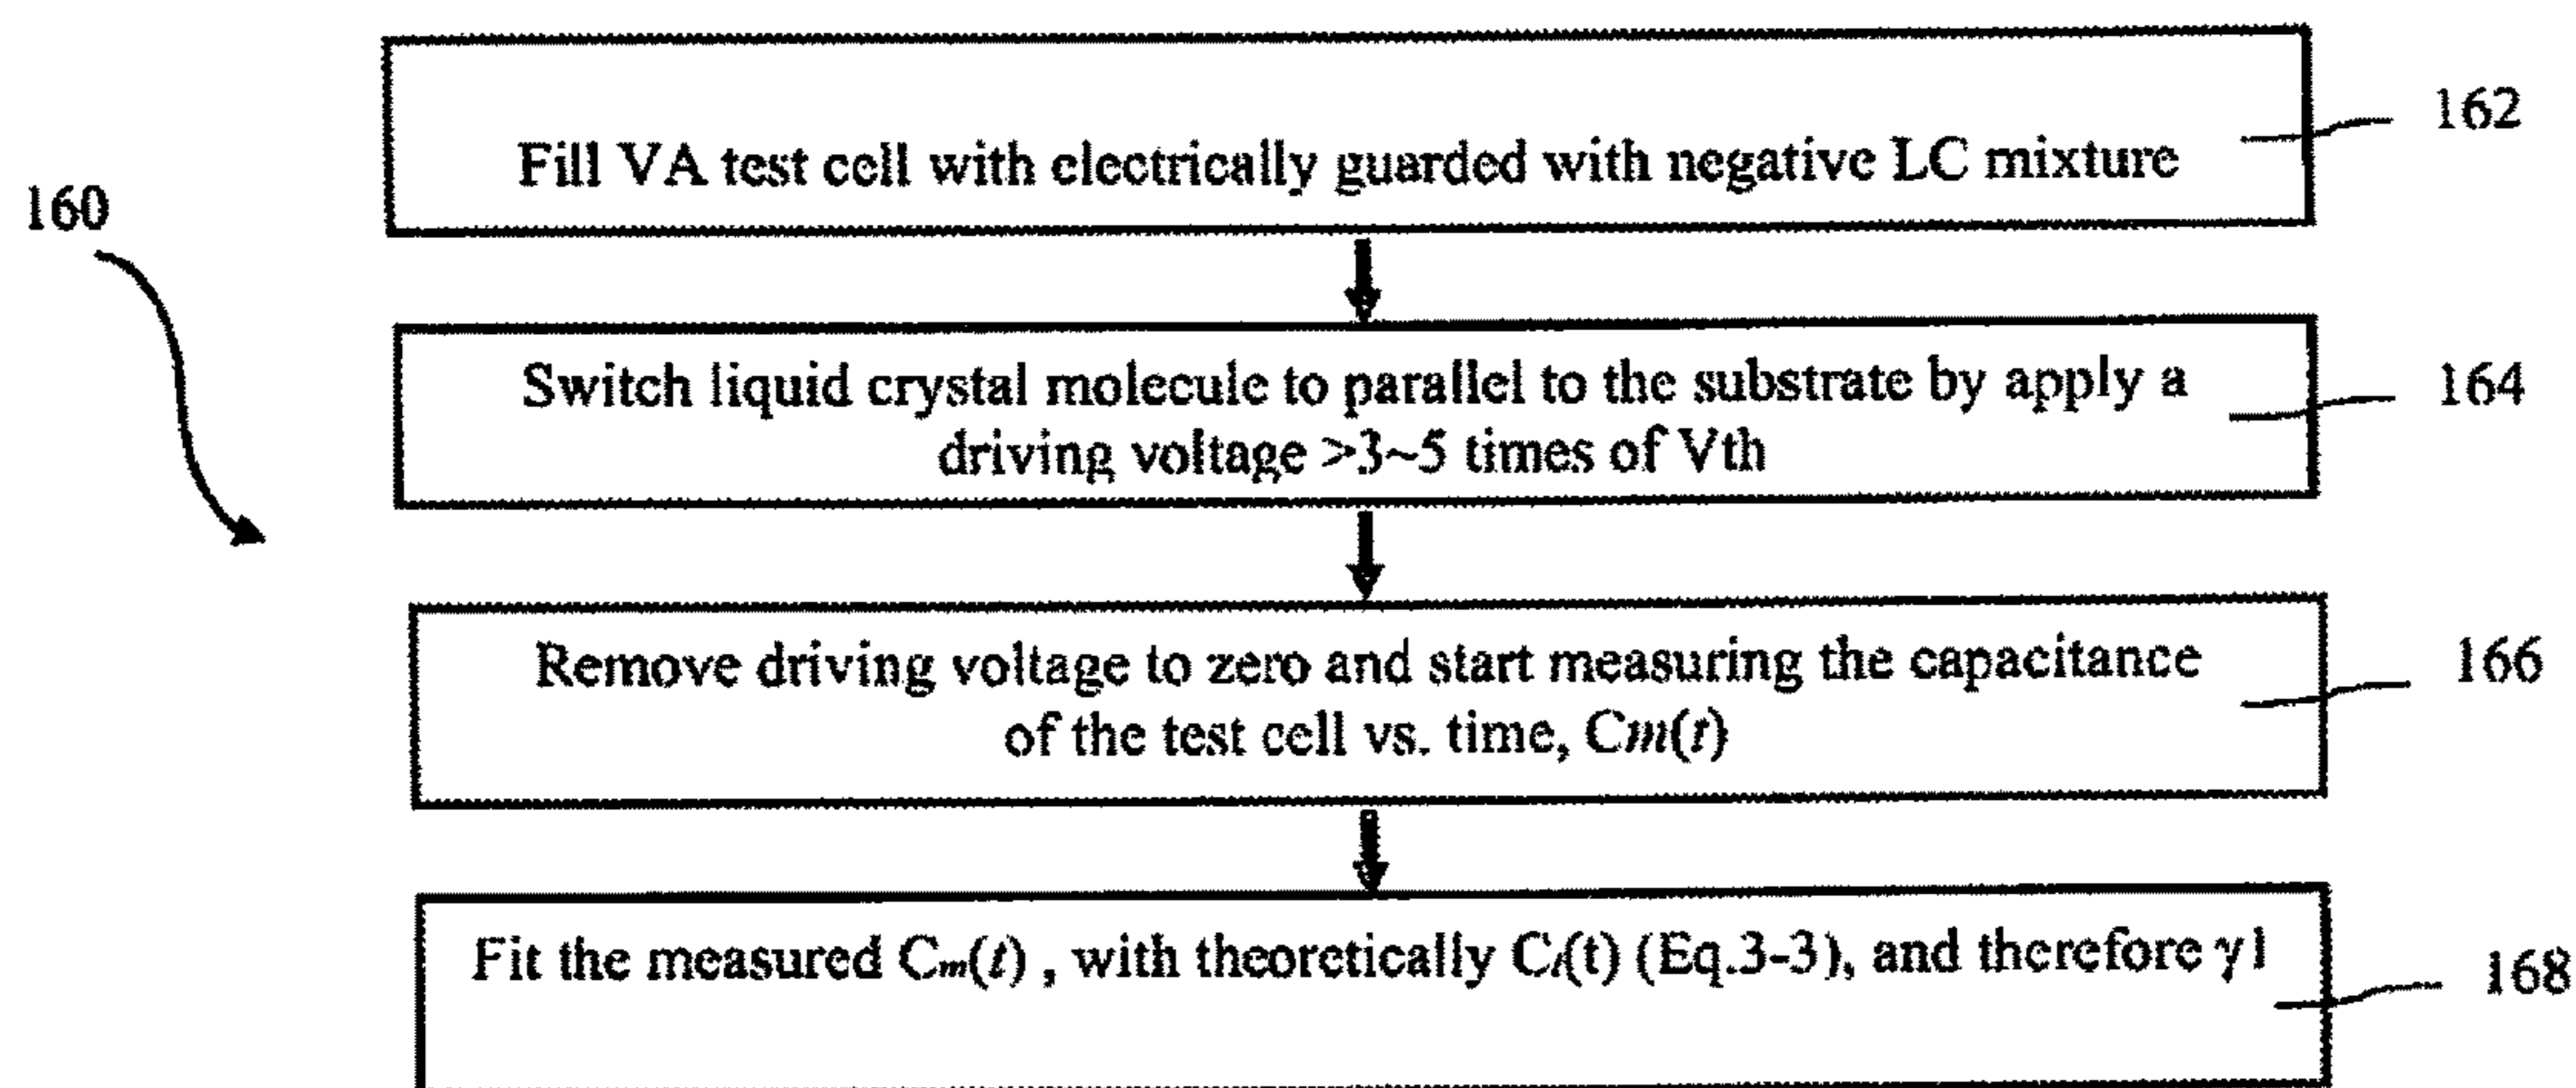 Fill VA test cell with electrically guarded with negative LC mixture
162
160
Switch liquid crystal molecule to parallel to the substrate by apply a
driving voltage >3~5 times of Vth
164
Remove driving voltage to zero and start measuring the capacitance
of the test cell vs. time, Cm(t)
166
Fit the measured Cm(t) , with theoretically Ct(t) (Eq.3-3), and therefore γ1
168